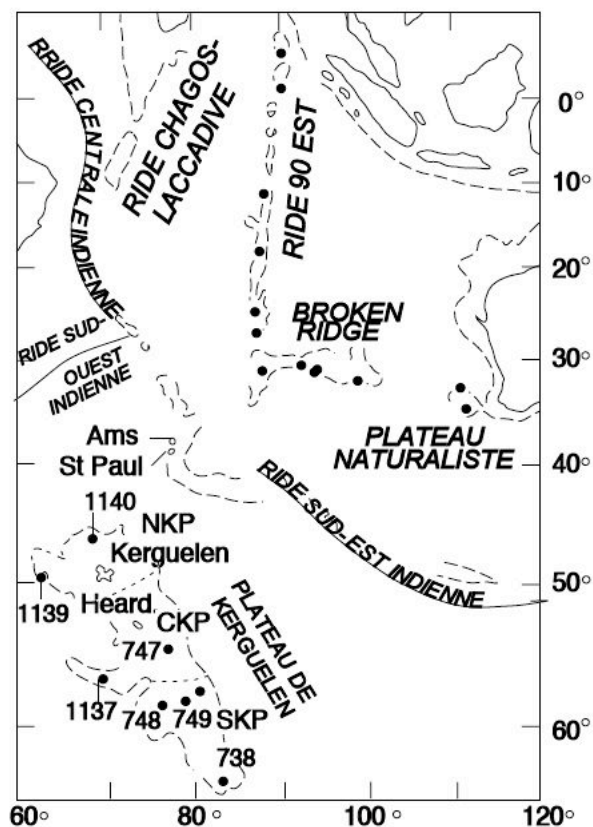 RRIDE CENTRALE INDIENNE
RIDE CHAGOS-
LACCADIVE
RIDE 90 EST
0°
10°
20°
BROKEN
RIDGE
RIDE SUD-
OUEST
INDIENNE
30°
PLATEAU
NATURALISTE
Ams
St Paul
40°
RIDE SUD-EST INDIENNE
1140
NKP
Kerguelen
50°
1139
Heard
CKP
PLATEAU DE
KERGUELEN
747
1137
748
749
SKP
738
60°
60°
80°
100°
120°